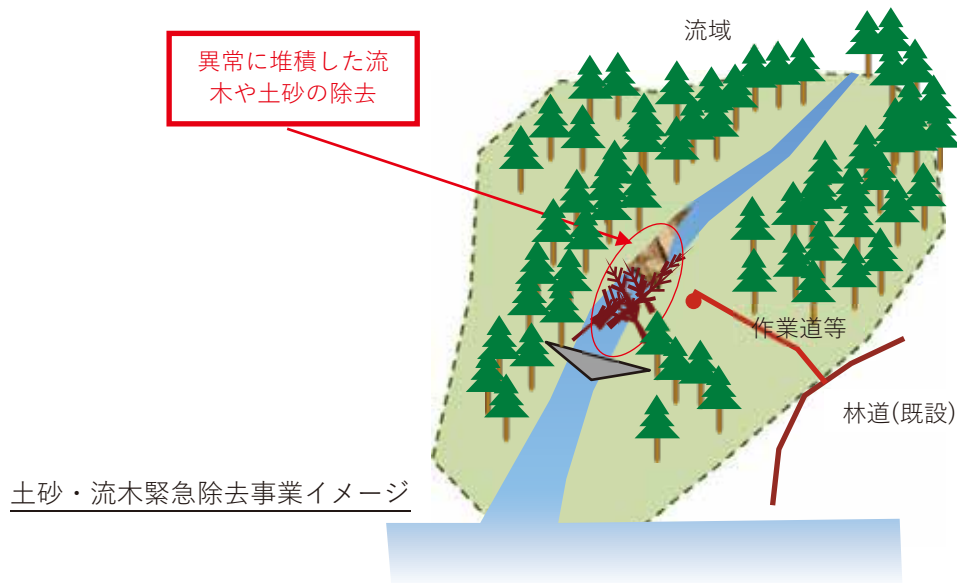 流域
異常に堆積した流
木や土砂の除去
作業道等
林道(既設)
土砂・流木緊急除去事業イメージ